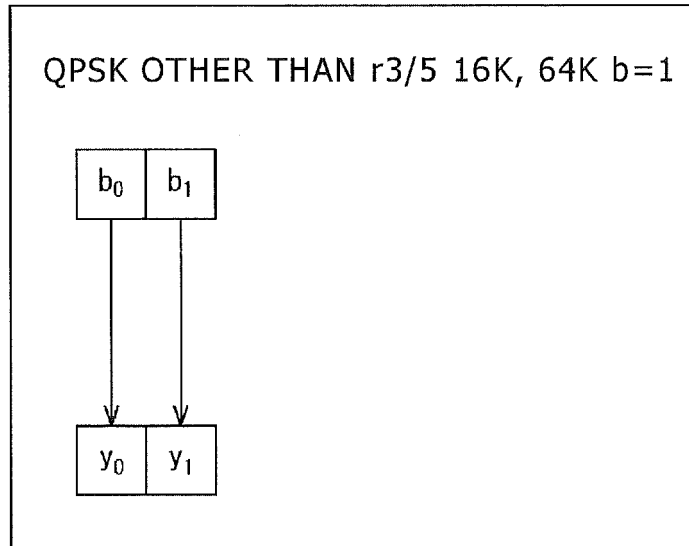 QPSK OTHER THAN r3/5 16K, 64K b=1
b₀ b₁
y₀ y₁